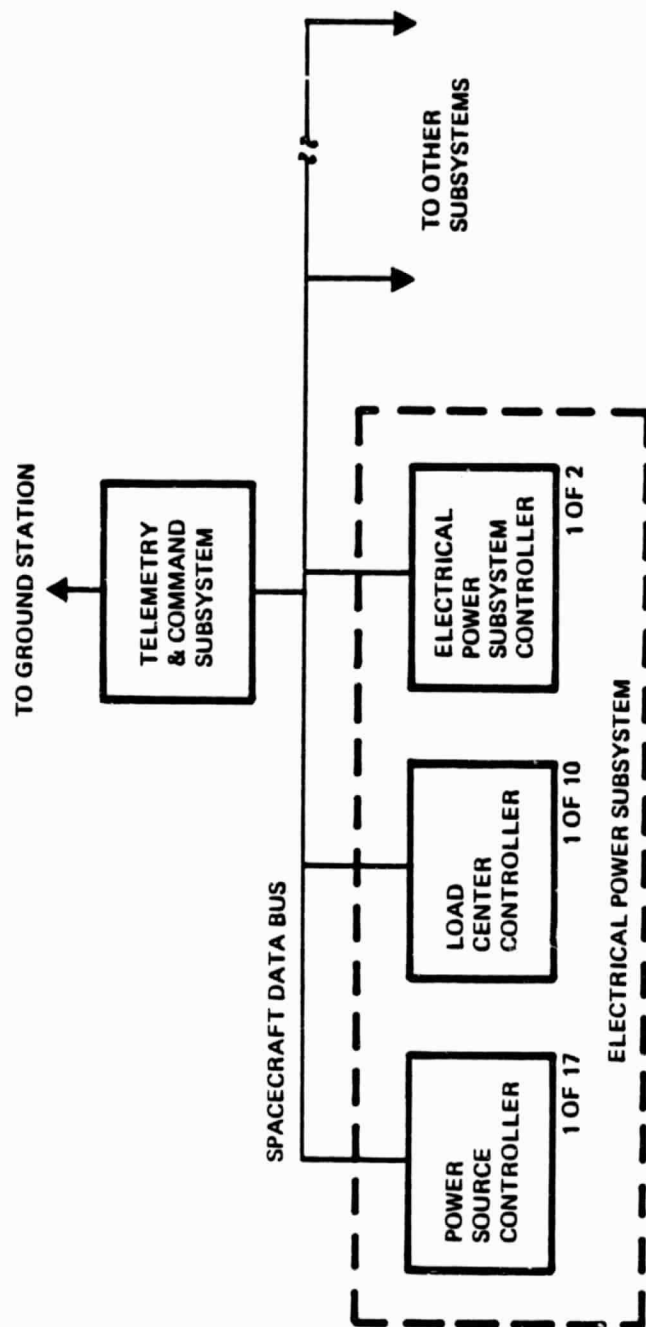 TO GROUND STATION
TELEMETRY
& COMMAND
SUBSYSTEM
SPACECRAFT DATA BUS
TO OTHER
SUBSYSTEMS
POWER
SOURCE
CONTROLLER
1 OF 17
LOAD
CENTER
CONTROLLER
1 OF 10
ELECTRICAL
POWER
SUBSYSTEM
CONTROLLER
1 OF 2
ELECTRICAL POWER SUBSYSTEM